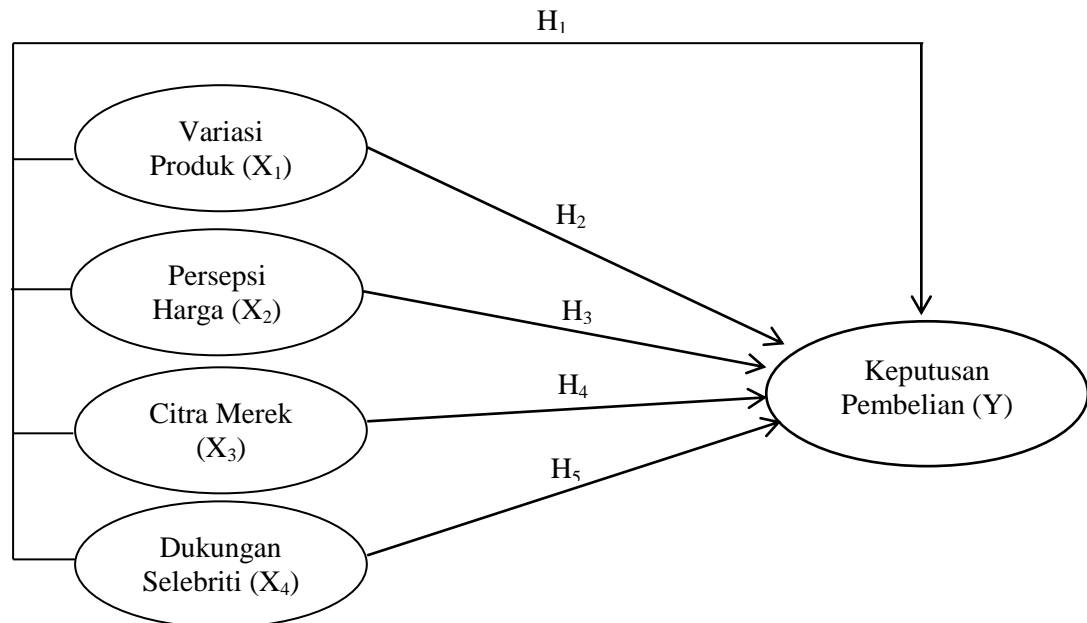 H₁
Variasi
Produk (X₁)
H₂
Persepsi
Harga (X₂)
H₃
Citra Merek
(X₃)
H₄
Keputusan
Pembelian (Y)
H₅
Dukungan
Selebriti (X₄)